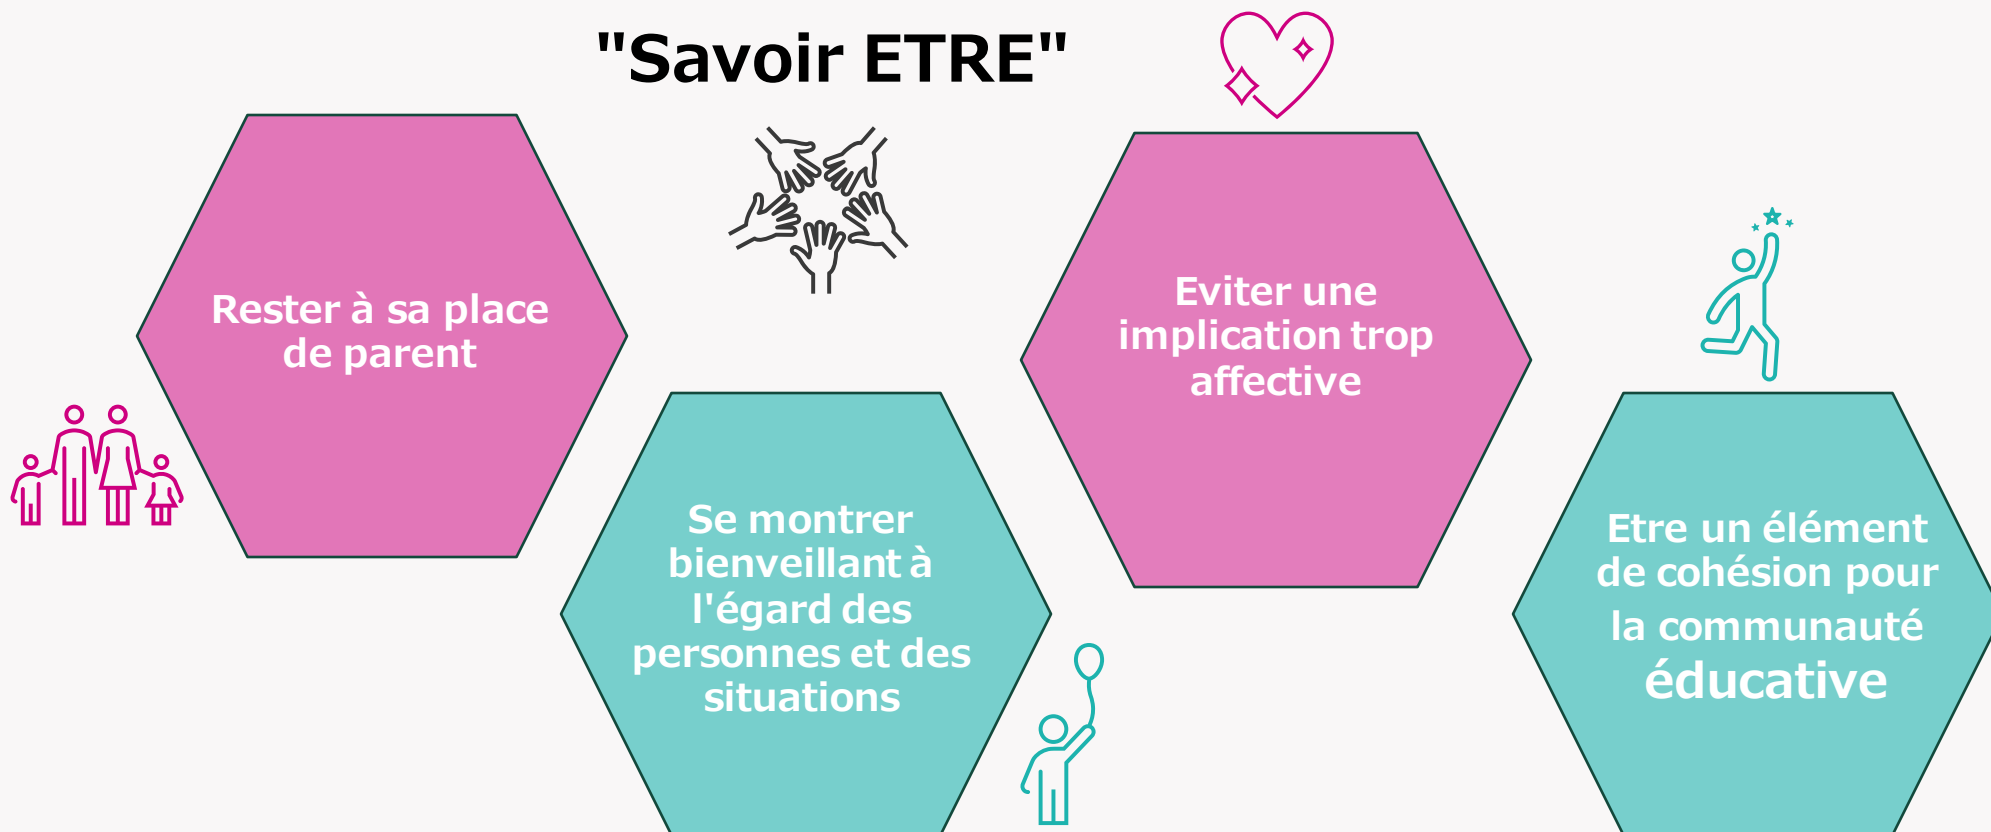 "Savoir ETRE"
Rester à sa place
de parent
Se montrer
bienveillant à
l'égard des
personnes et des
situations
Eviter une
implication trop
affective
Etre un élément
de cohésion pour
la communauté
éducative